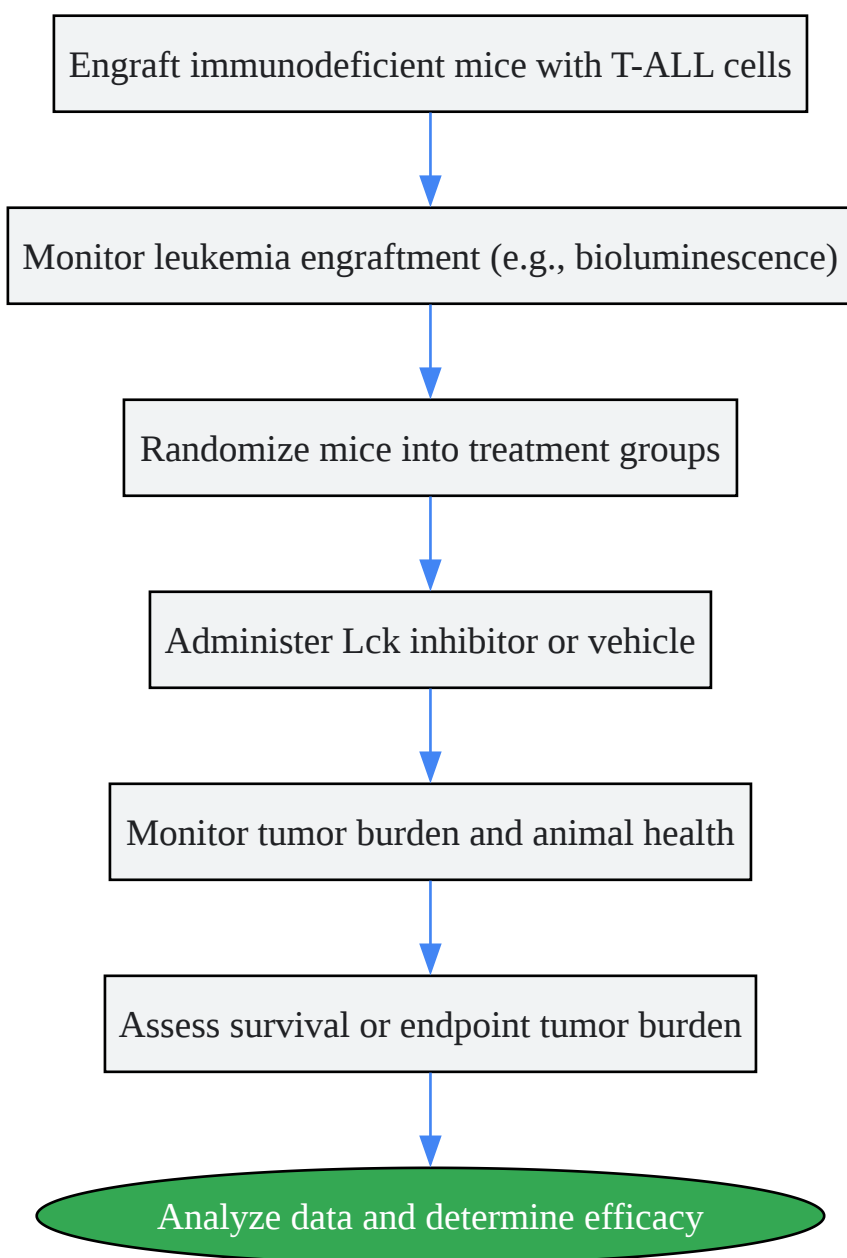 Engraft immunodeficient mice with T-ALL cells
Monitor leukemia engraftment (e.g., bioluminescence)
Randomize mice into treatment groups
Administer Lck inhibitor or vehicle
Monitor tumor burden and animal health
Assess survival or endpoint tumor burden
Analyze data and determine efficacy